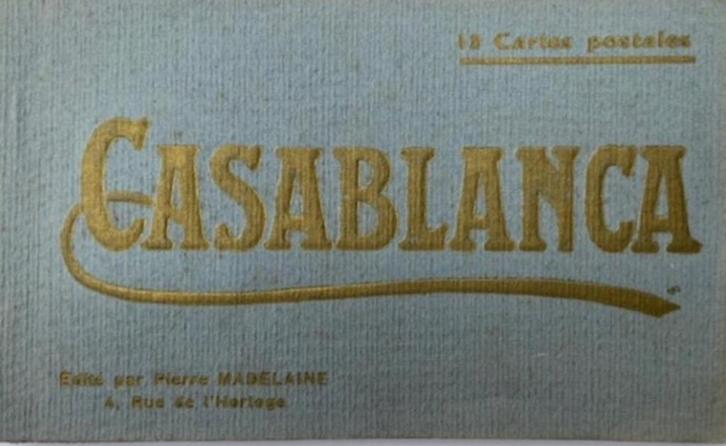 12 Cartes postales
CASABLANCA
Edité par Pierre MADELAINE
4, Rue de l'Horloge